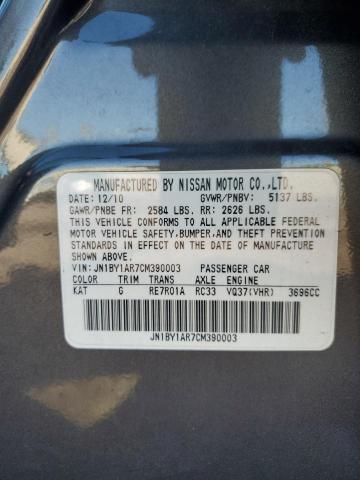 MANUFACTURED BY NISSAN MOTOR CO.,LTD.
DATE: 12/10 GVWR/PNBV: 5137 LBS.
GAWR/PNBE FR: 2584 LBS. RR: 2626 LBS.
THIS VEHICLE CONFORMS TO ALL APPLICABLE FEDERAL
MOTOR VEHICLE SAFETY,BUMPER,AND THEFT PREVENTION
STANDARDS IN EFFECT ON THE DATE OF MANUFACTURE
SHOWN ABOVE.
VIN: JN1BY1AR7CM390003 PASSENGER CAR
COLOR TRIM TRANS AXLE ENGINE
KAT G RE7R01A RC33 VQ37(VHR) 3696CC
JN1BY1AR7CM390003